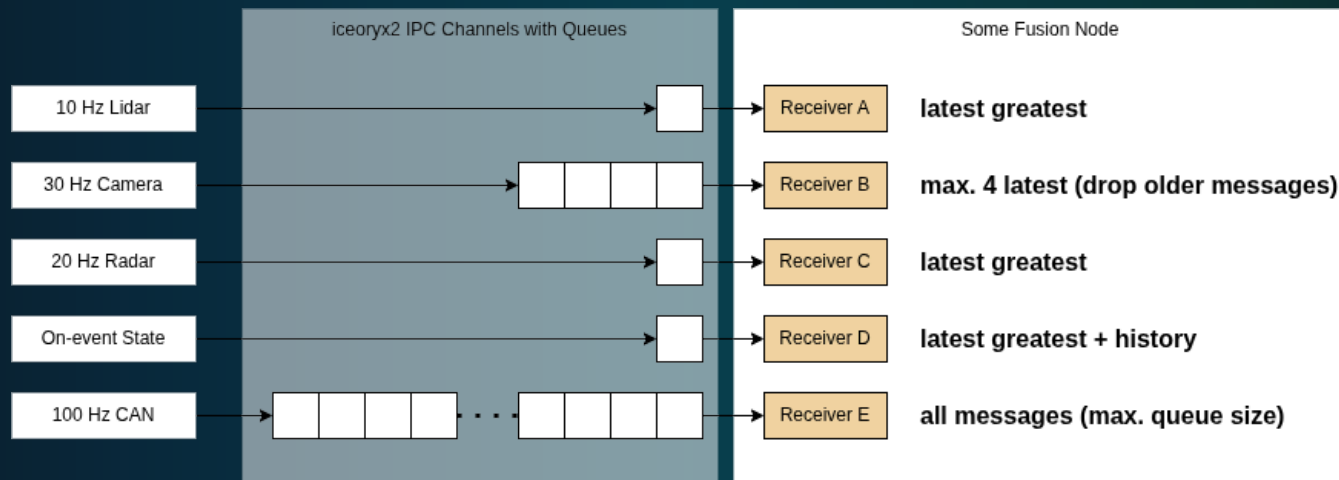 iceoryx2 IPC Channels with Queues
Some Fusion Node
10 Hz Lidar
Receiver A
latest greatest
30 Hz Camera
Receiver B
max. 4 latest (drop older messages)
20 Hz Radar
Receiver C
latest greatest
On-event State
Receiver D
latest greatest + history
100 Hz CAN
Receiver E
all messages (max. queue size)